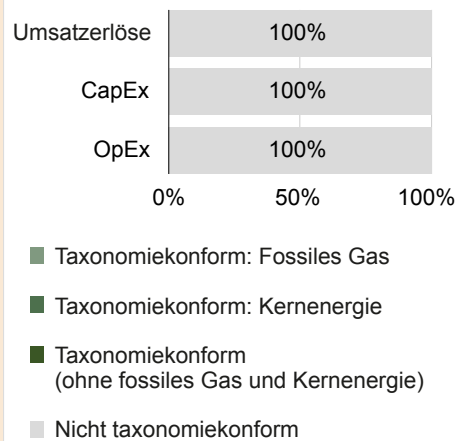 Umsatzerlöse 100%
CapEx 100%
OpEx 100%
0% 50% 100%
Taxonomiekonform: Fossiles Gas
Taxonomiekonform: Kernenergie
Taxonomiekonform
(ohne fossiles Gas und Kernenergie)
Nicht taxonomiekonform